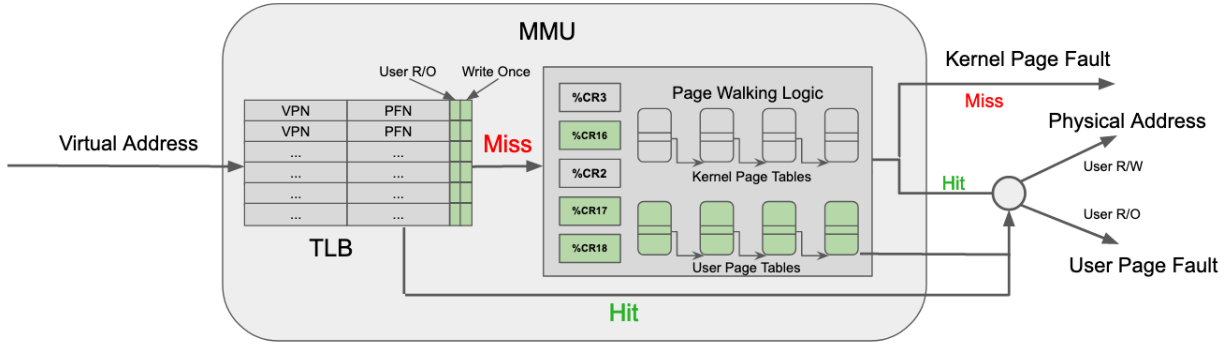 MMU
User R/O
Write Once
Virtual Address
VPN PFN
VPN PFN
... ...
... ...
... ...
... ...
TLB
Miss
%CR3
%CR16
%CR2
%CR17
%CR18
Page Walking Logic
Kernel Page Tables
User Page Tables
Hit
Kernel Page Fault
Miss
Physical Address
User R/W
Hit
User R/O
User Page Fault